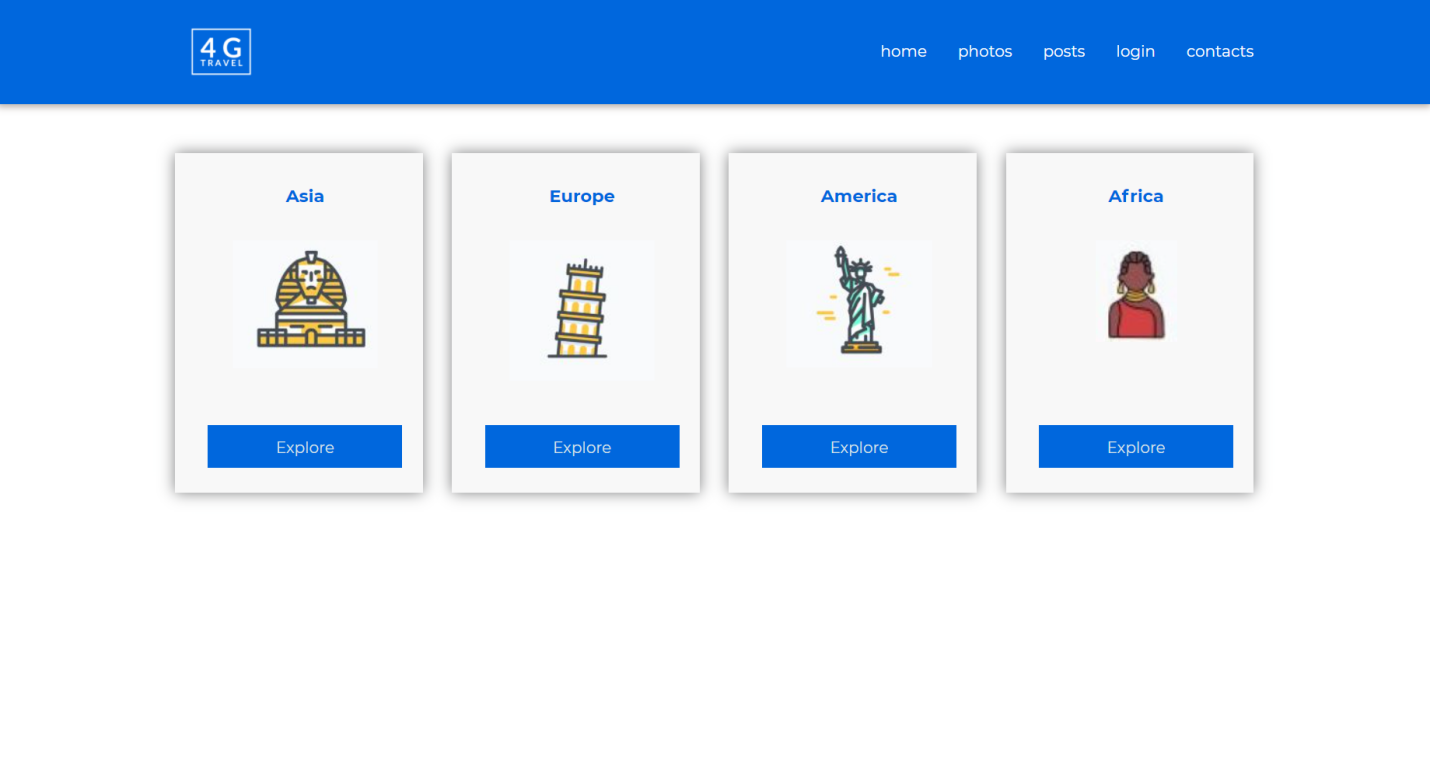 4 G
TRAVEL
home photos posts login contacts
Asia Europe America Africa
Explore Explore Explore Explore